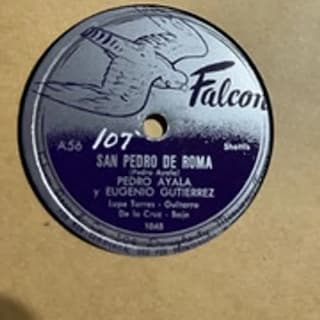 Falcon
A56
107
Shottis
SAN PEDRO DE ROMA
(Pedro Ayala)
PEDRO AYALA
y EUGENIO GUTIERREZ
Lupe Torres - Guitarra
De la Cruz - Bajo
1048